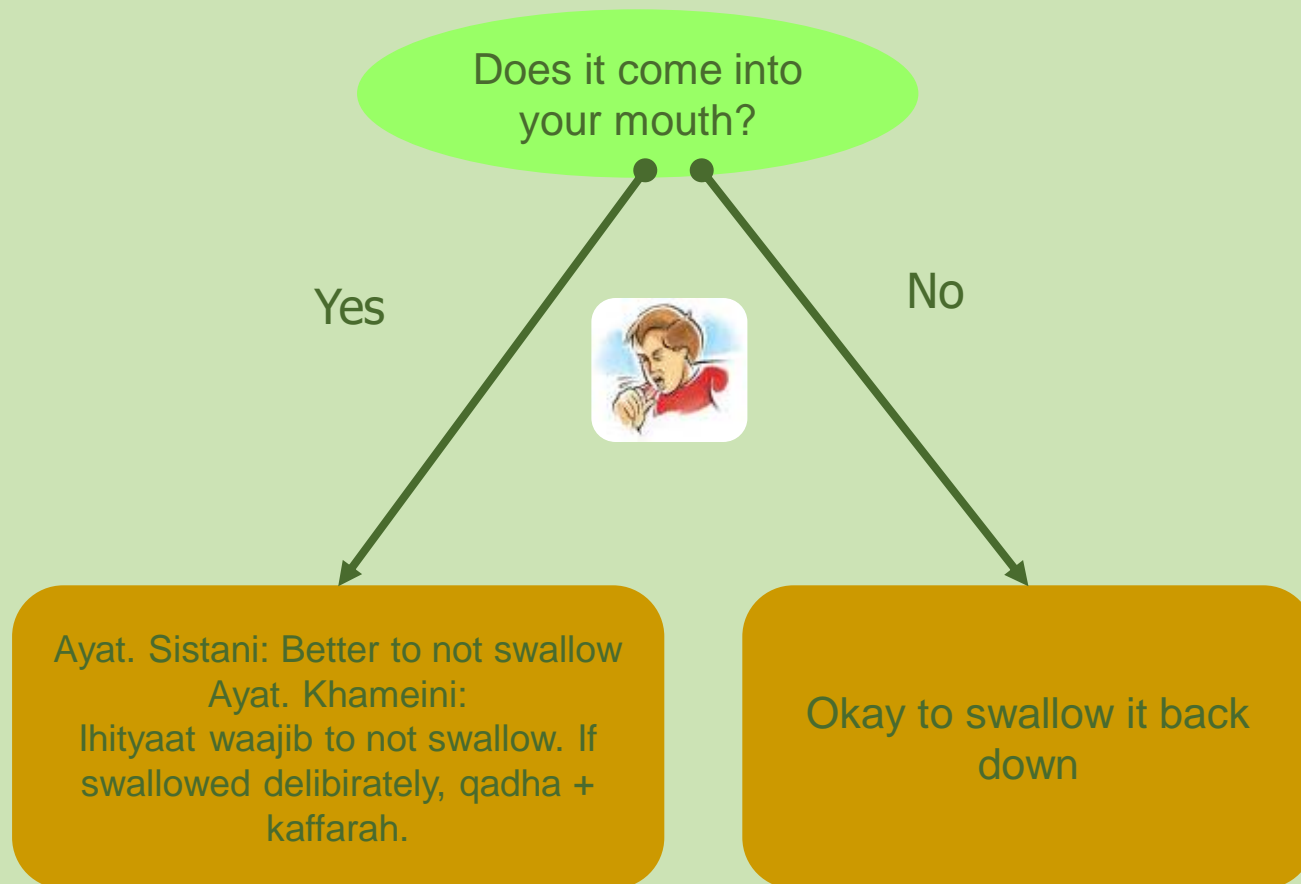 Does it come into
your mouth?
Yes
No
Ayat. Sistani: Better to not swallow
Ayat. Khameini:
Ihityaat waajib to not swallow. If
swallowed delibirately, qadha +
kaffarah.
Okay to swallow it back
down